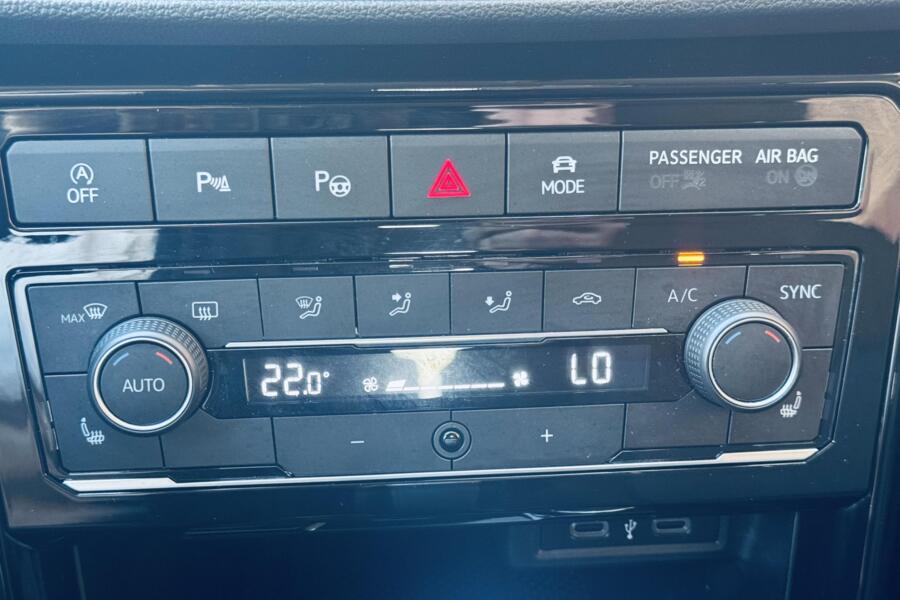 A
OFF
P
P
MODE
PASSENGER AIR BAG
OFF ON
MAX
A/C
SYNC
AUTO
22.0°
LO
-
+